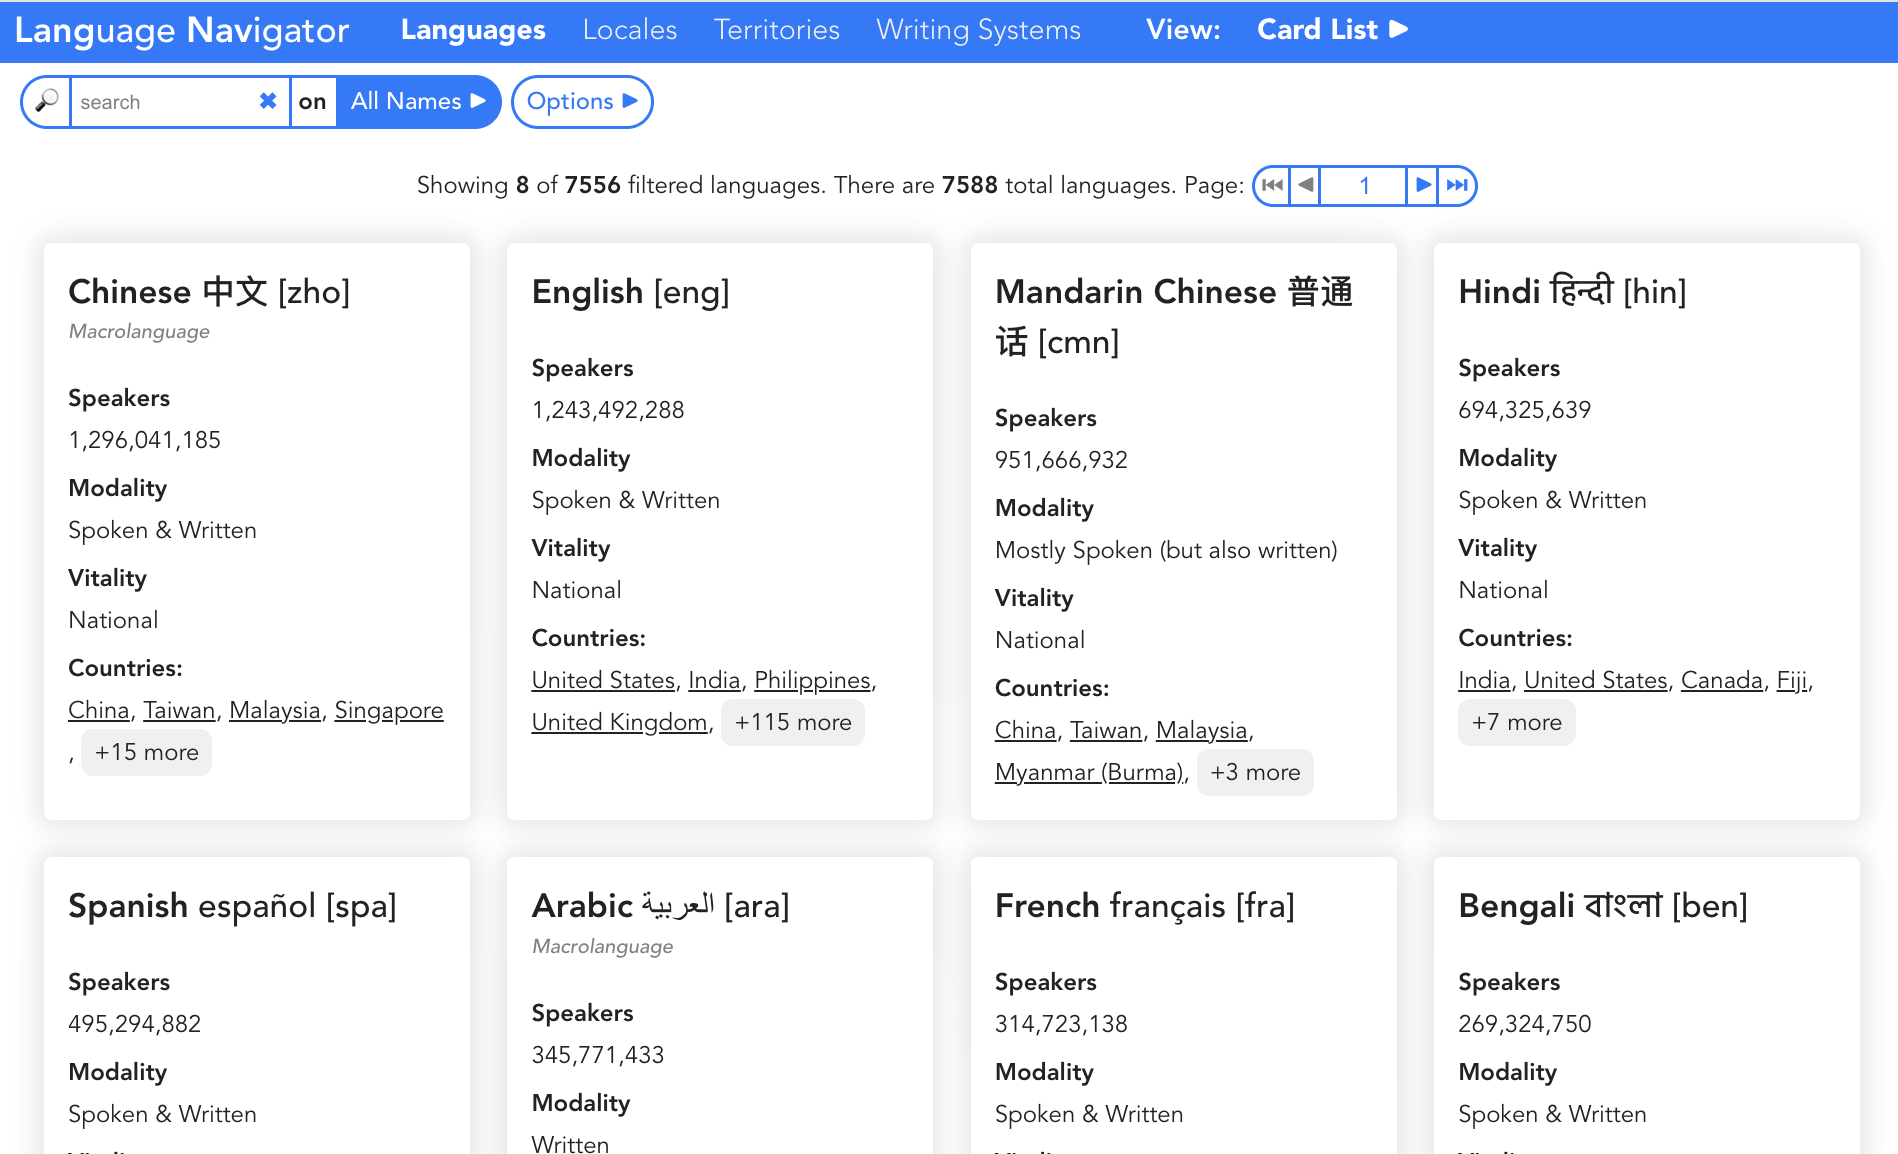 Language Navigator Languages Locales Territories Writing Systems View: Card List ▶
search ✖ on All Names ▶ Options ▶
Showing 8 of 7556 filtered languages. There are 7588 total languages. Page: ⏮ ◀ 1 ▶ ⏭
Chinese 中文 [zho]
Macrolanguage
Speakers
1,296,041,185
Modality
Spoken & Written
Vitality
National
Countries:
China, Taiwan, Malaysia, Singapore
, +15 more
English [eng]
Speakers
1,243,492,288
Modality
Spoken & Written
Vitality
National
Countries:
United States, India, Philippines,
United Kingdom, +115 more
Mandarin Chinese 普通
话 [cmn]
Speakers
951,666,932
Modality
Mostly Spoken (but also written)
Vitality
National
Countries:
China, Taiwan, Malaysia,
Myanmar (Burma), +3 more
Hindi हिन्दी [hin]
Speakers
694,325,639
Modality
Spoken & Written
Vitality
National
Countries:
India, United States, Canada, Fiji,
+7 more
Spanish español [spa]
Speakers
495,294,882
Modality
Spoken & Written
Arabic العربية [ara]
Macrolanguage
Speakers
345,771,433
Modality
Written
French français [fra]
Speakers
314,723,138
Modality
Spoken & Written
Bengali বাংলা [ben]
Speakers
269,324,750
Modality
Spoken & Written